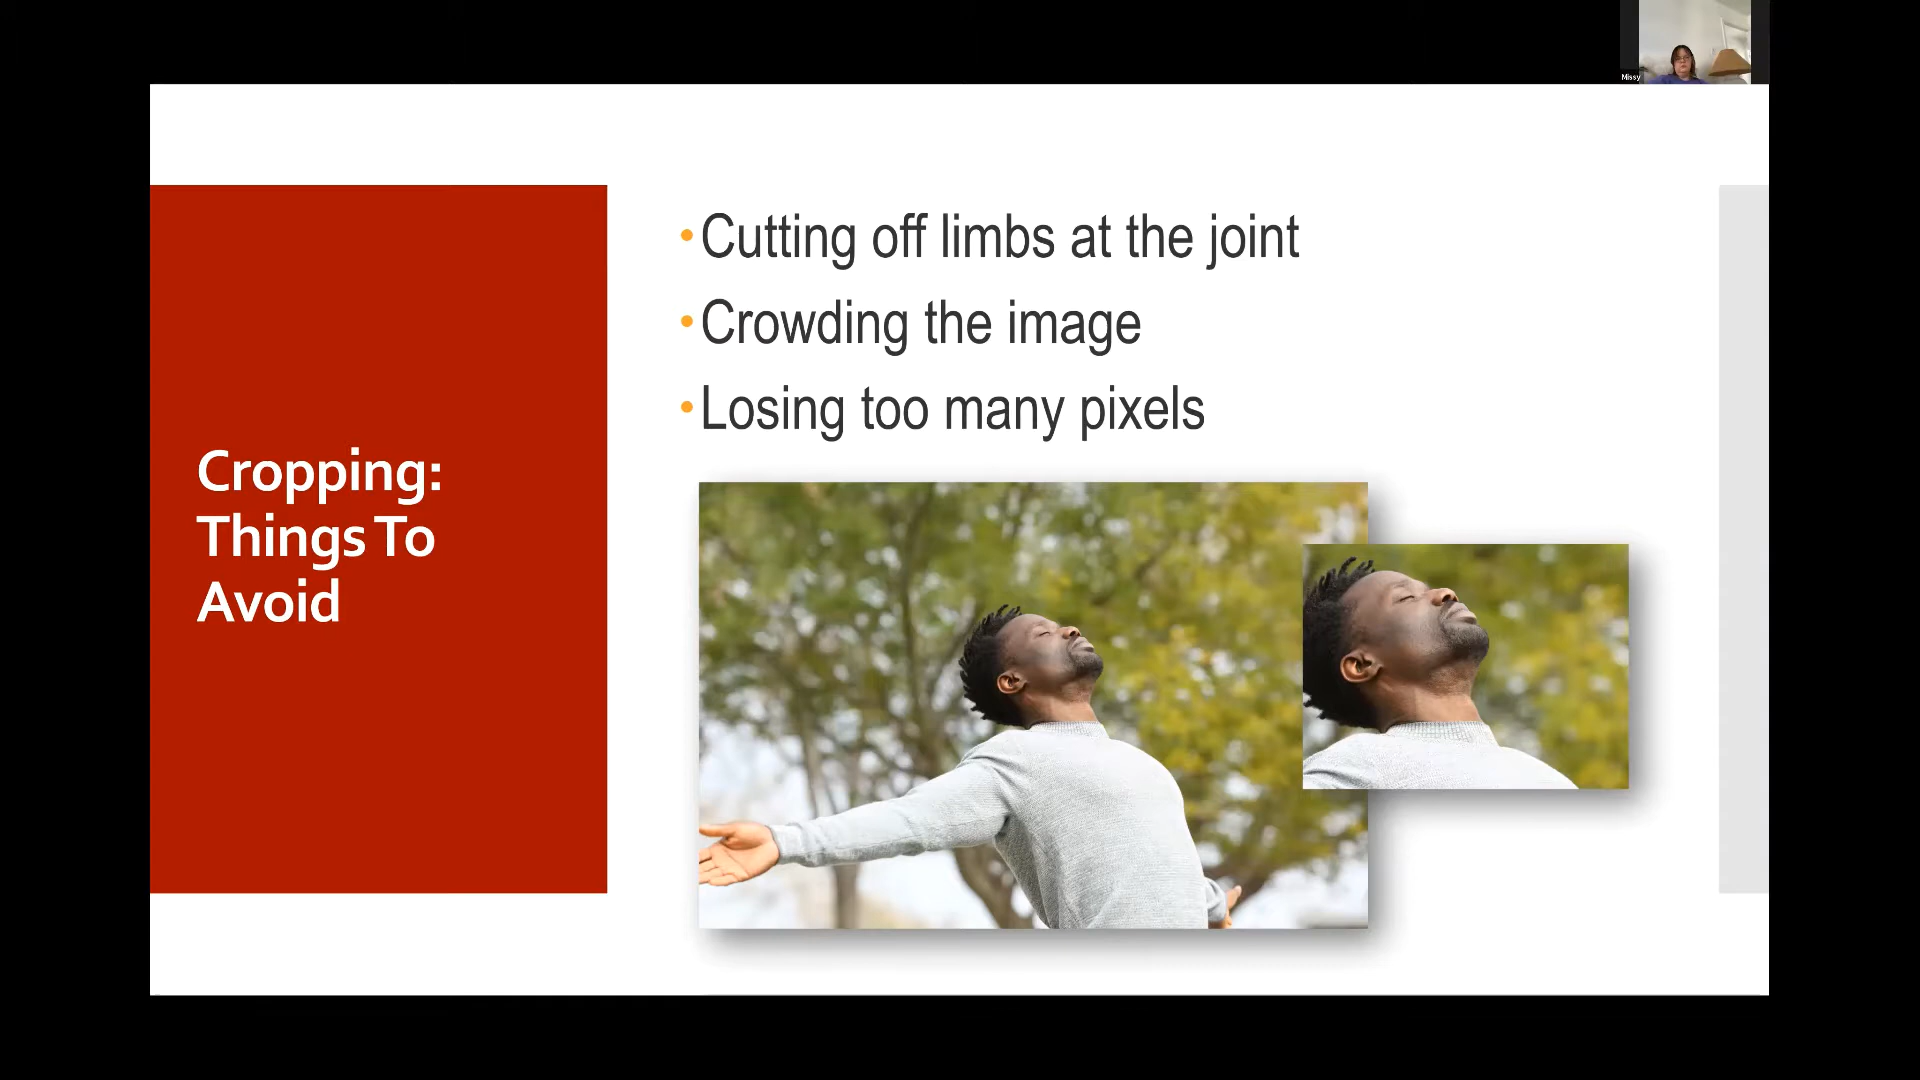 Missy
Cropping:
Things To
Avoid
•Cutting off limbs at the joint
•Crowding the image
•Losing too many pixels